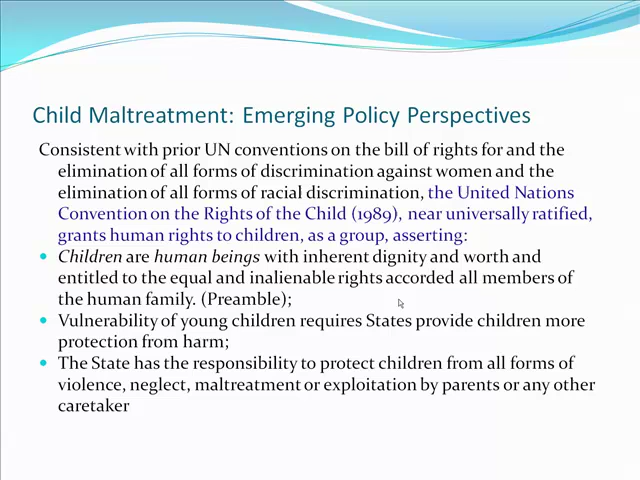 Child Maltreatment: Emerging Policy Perspectives
Consistent with prior UN conventions on the bill of rights for and the
elimination of all forms of discrimination against women and the
elimination of all forms of racial discrimination, the United Nations
Convention on the Rights of the Child (1989), near universally ratified,
grants human rights to children, as a group, asserting:
• Children are human beings with inherent dignity and worth and
entitled to the equal and inalienable rights accorded all members of
the human family. (Preamble);
• Vulnerability of young children requires States provide children more
protection from harm;
• The State has the responsibility to protect children from all forms of
violence, neglect, maltreatment or exploitation by parents or any other
caretaker